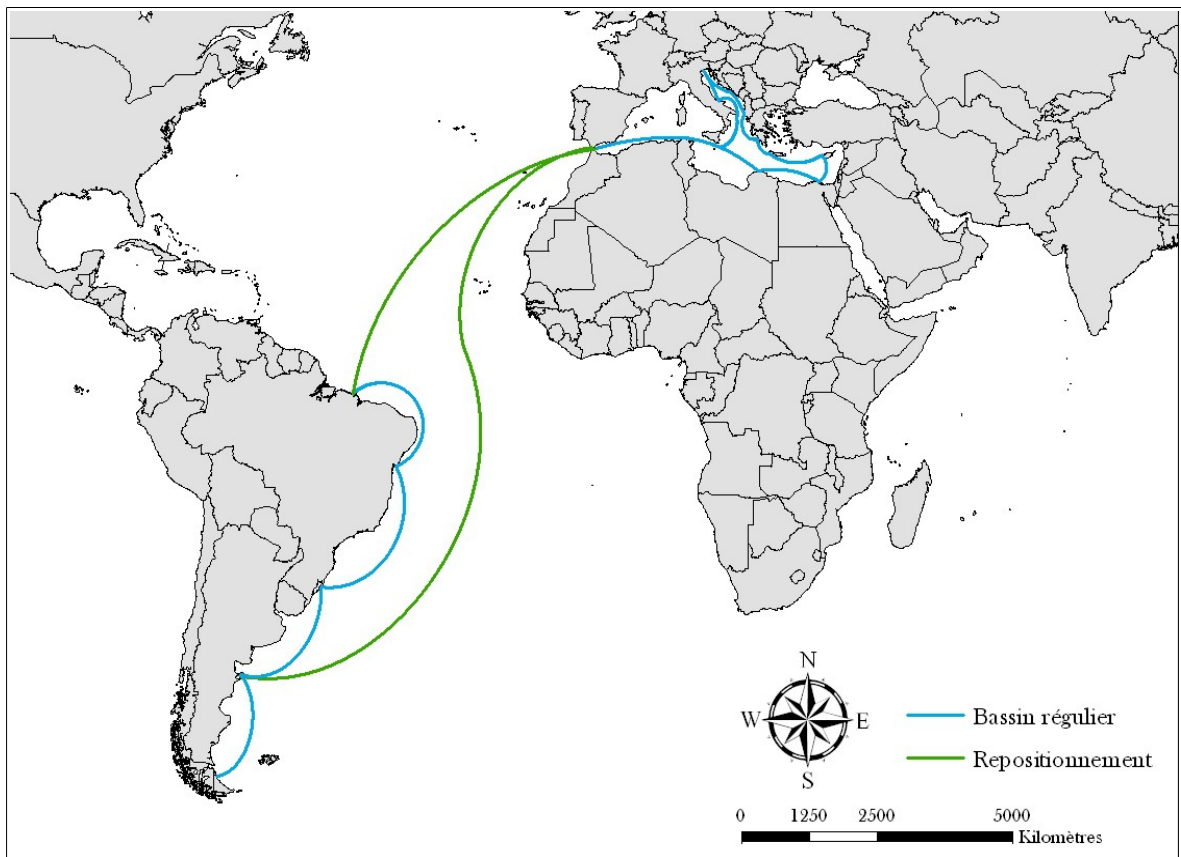 N
W E
S
Bassin régulier
Repositionnement
0 1250 2500 5000
Kilomètres